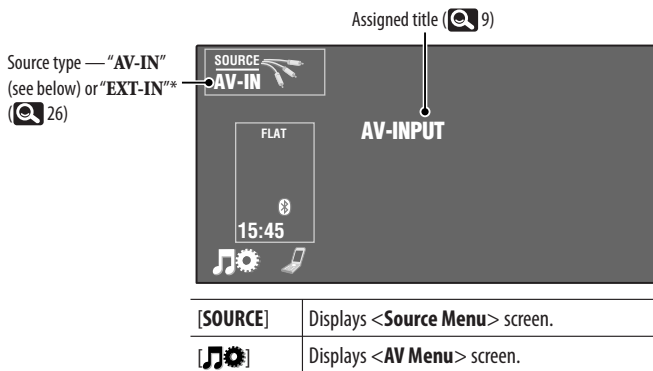 Assigned title ( 9)
Source type — “AV-IN”
(see below) or “EXT-IN”*
( 26)
SOURCE
AV-IN
AV-INPUT
FLAT
15:45
[SOURCE] Displays <Source Menu> screen.
[ ] Displays <AV Menu> screen.